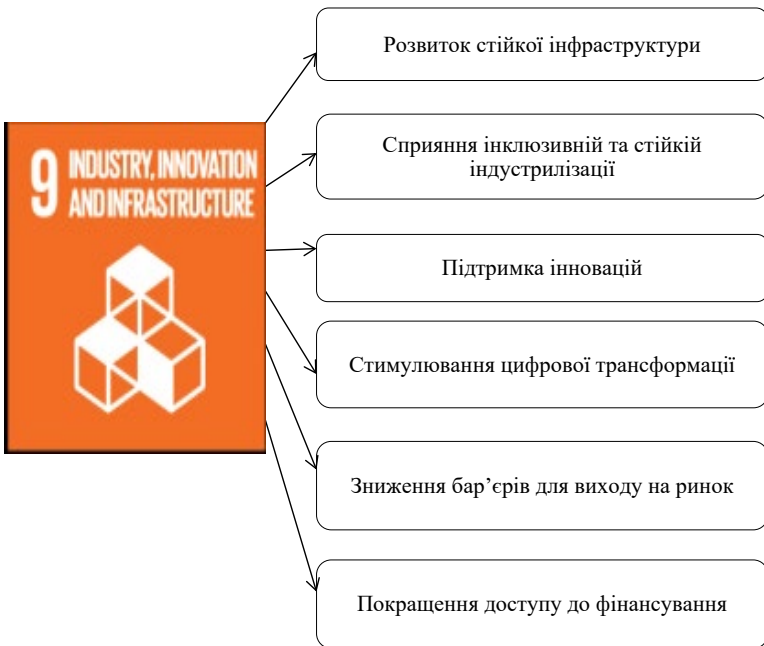 9 INDUSTRY, INNOVATION
AND INFRASTRUCTURE
Розвиток стійкої інфраструктури
Сприяння інклюзивній та стійкій
індустрилізації
Підтримка інновацій
Стимулювання цифрової трансформації
Зниження бар’єрів для виходу на ринок
Покращення доступу до фінансування